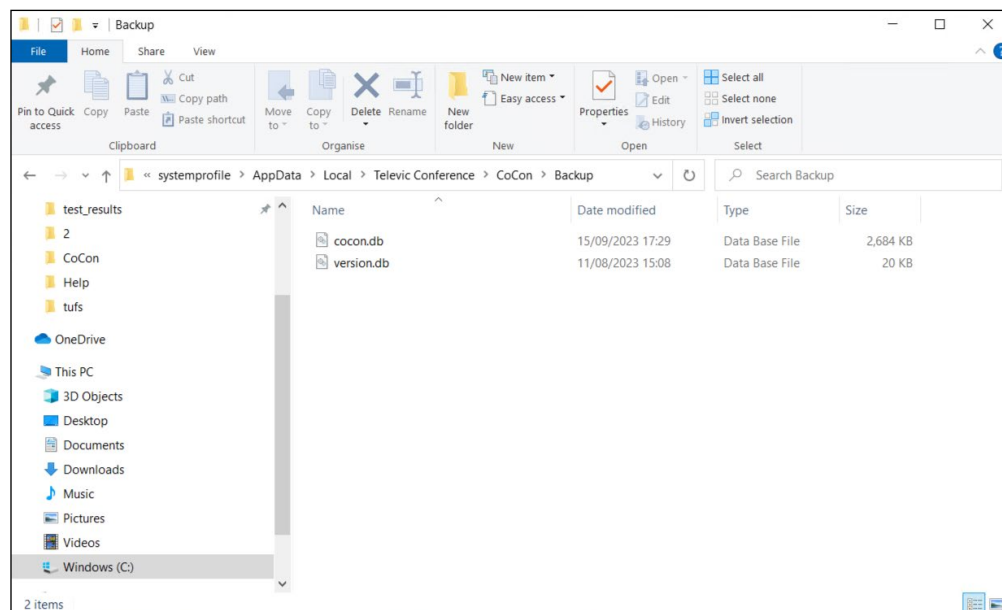 Backup
File Home Share View
Pin to Quick access
Copy
Paste
Cut
Copy path
Paste shortcut
Clipboard
Move to
Copy to
Delete
Rename
Organise
New folder
New item
Easy access
New
Properties
Open
Edit
History
Open
Select all
Select none
Invert selection
Select
« systemprofile > AppData > Local > Televic Conference > CoCon > Backup
Search Backup
test_results
2
CoCon
Help
tufs
OneDrive
This PC
3D Objects
Desktop
Documents
Downloads
Music
Pictures
Videos
Windows (C:)
Name Date modified Type Size
cocon.db 15/09/2023 17:29 Data Base File 2,684 KB
version.db 11/08/2023 15:08 Data Base File 20 KB
2 items